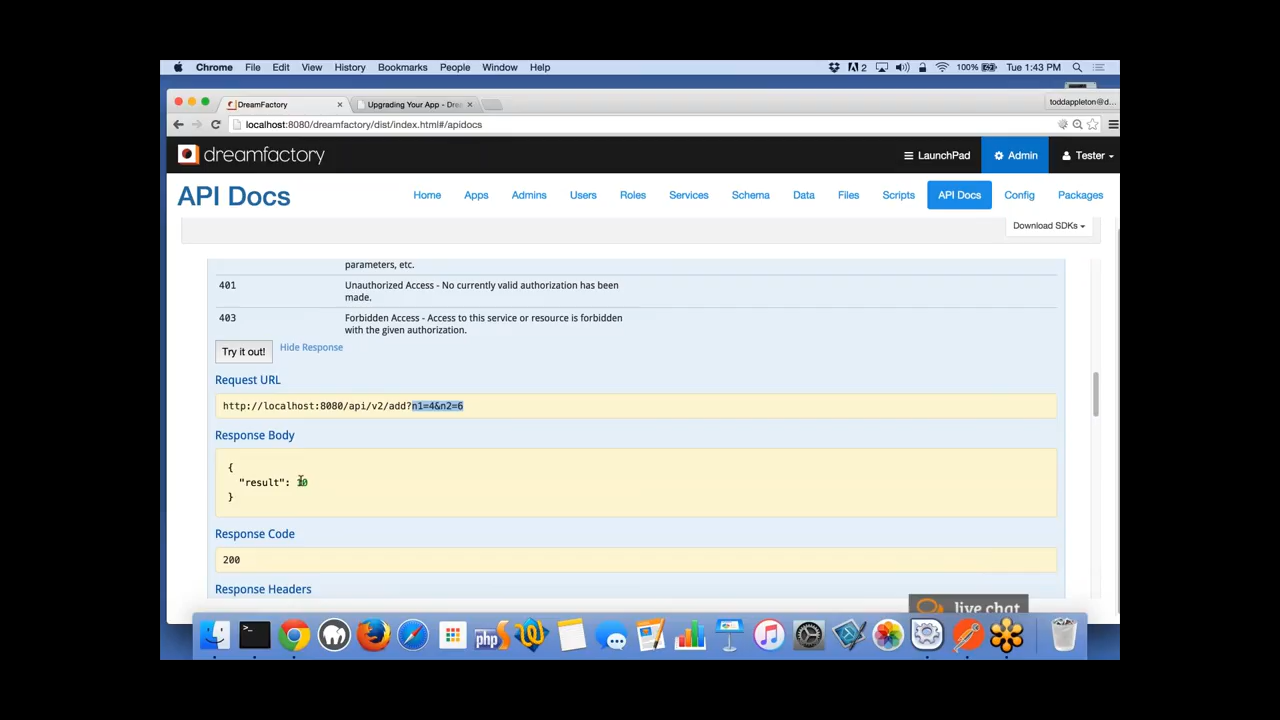 Chrome File Edit View History Bookmarks People Window Help 2 100% Tue 1:43 PM
DreamFactory Upgrading Your App - Dre
toddappleton@d...
localhost:8080/dreamfactory/dist/index.html#/apidocs
dreamfactory LaunchPad Admin Tester
API Docs Home Apps Admins Users Roles Services Schema Data Files Scripts API Docs Config Packages
Download SDKs
parameters, etc.
401 Unauthorized Access - No currently valid authorization has been
made.
403 Forbidden Access - Access to this service or resource is forbidden
with the given authorization.
Try it out! Hide Response
Request URL
http://localhost:8080/api/v2/add?n1=4&n2=6
Response Body
{
"result": 10
}
Response Code
200
Response Headers
live chat
php